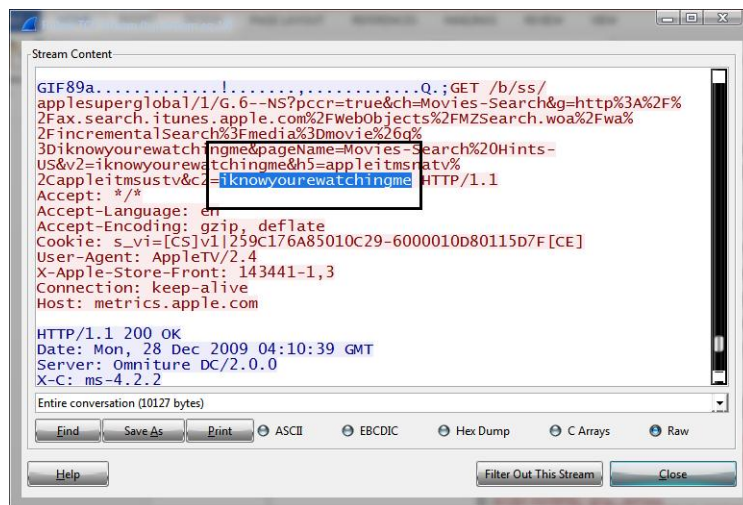 Stream Content
GIF89a.............!.......,............Q.;GET /b/ss/
applesuperglobal/1/G.6--NS?pccr=true&ch=Movies-Search&g=http%3A%2F%
2Fax.search.itunes.apple.com%2FWebObjects%2FMZSearch.woa%2Fwa%
2FincrementalSearch%3Fmedia%3Dmovie%26q%
3Diknowyourewatchingme&pageName=Movies-Search%20Hints-
US&v2=iknowyourewatchingme&h5=appleitmsnatv%
2Cappleitmsustv&c2=iknowyourewatchingme HTTP/1.1
Accept: */*
Accept-Language: en
Accept-Encoding: gzip, deflate
Cookie: s_vi=[CS]v1|259C176A85010C29-6000010D80115D7F[CE]
User-Agent: AppleTV/2.4
X-Apple-Store-Front: 143441-1,3
Connection: keep-alive
Host: metrics.apple.com
HTTP/1.1 200 OK
Date: Mon, 28 Dec 2009 04:10:39 GMT
Server: Omniture DC/2.0.0
X-C: ms-4.2.2
Entire conversation (10127 bytes)
Find Save As Print ASCII EBCDIC Hex Dump C Arrays Raw
Help Filter Out This Stream Close